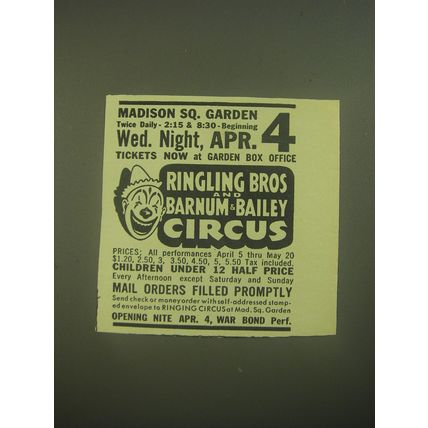 MADISON SQ. GARDEN
Twice Daily - 2:15 & 8:30 - Beginning
Wed. Night, APR. 4
TICKETS NOW at GARDEN BOX OFFICE
RINGLING BROS
AND
BARNUM & BAILEY
CIRCUS
PRICES; All performances April 5 thru May 20
$1.20, 2.50, 3, 3.50, 4.50, 5, 5.50 Tax included.
CHILDREN UNDER 12 HALF PRICE
Every Afternoon except Saturday and Sunday
MAIL ORDERS FILLED PROMPTLY
Send check or money order with self-addressed stamp-
ed envelope to RINGING CIRCUS at Mad. Sq. Garden
OPENING NITE APR. 4, WAR BOND Perf.